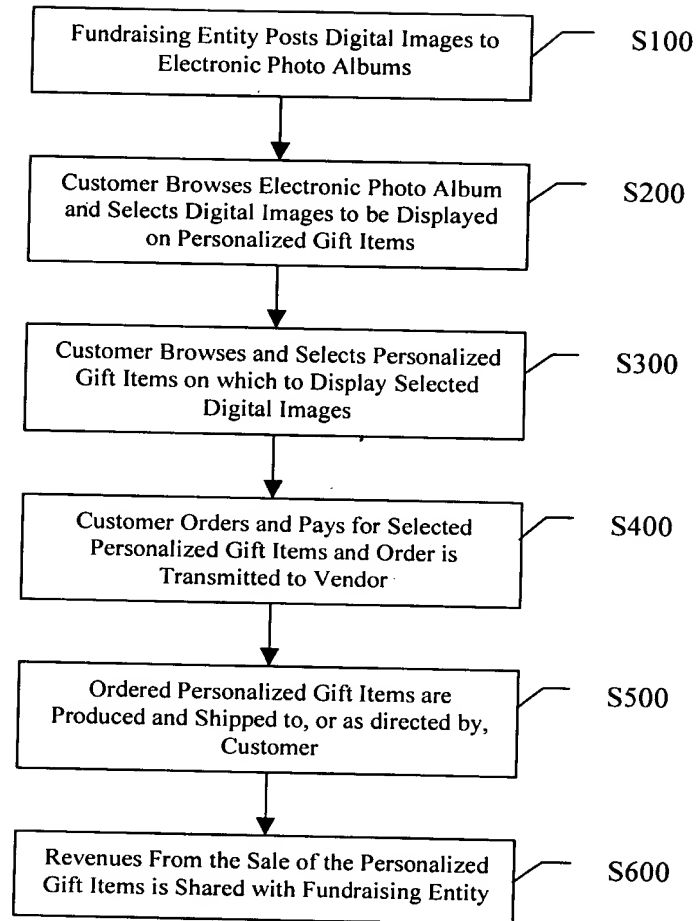 Fundraising Entity Posts Digital Images to
Electronic Photo Albums
S100
Customer Browses Electronic Photo Album
and Selects Digital Images to be Displayed
on Personalized Gift Items
S200
Customer Browses and Selects Personalized
Gift Items on which to Display Selected
Digital Images
S300
Customer Orders and Pays for Selected
Personalized Gift Items and Order is
Transmitted to Vendor
S400
Ordered Personalized Gift Items are
Produced and Shipped to, or as directed by,
Customer
S500
Revenues From the Sale of the Personalized
Gift Items is Shared with Fundraising Entity
S600